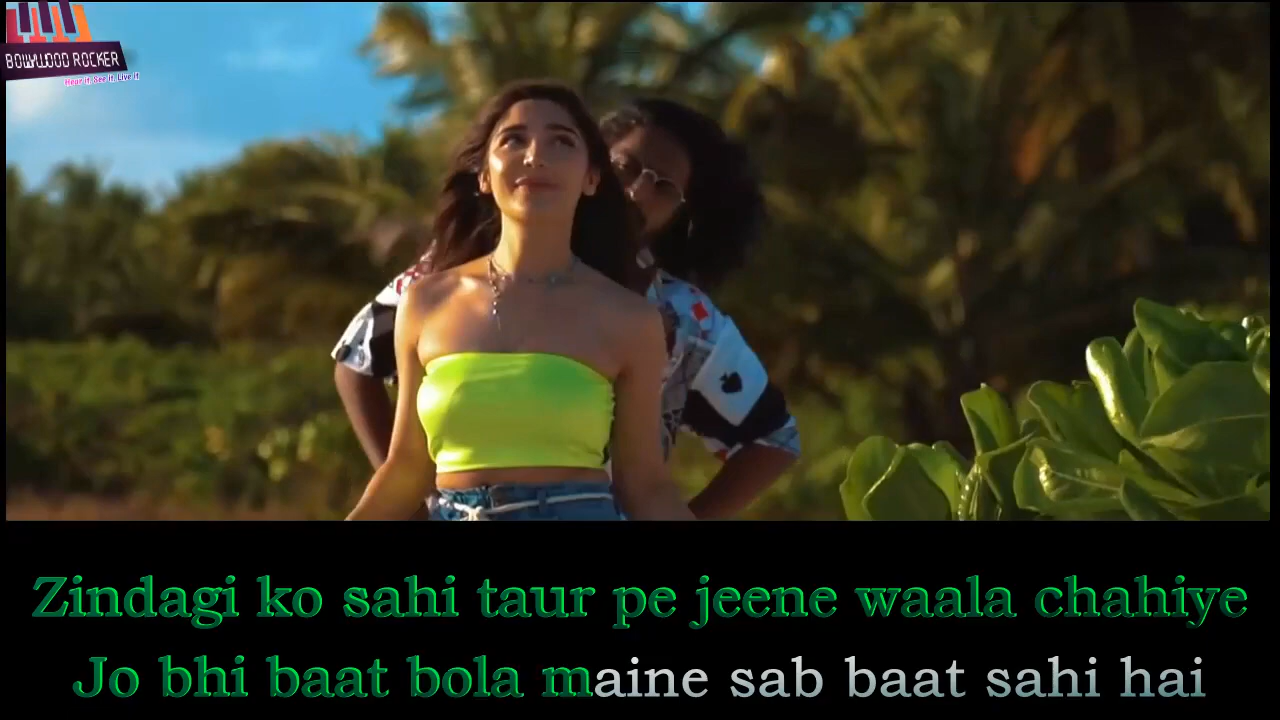 BOLLYWOOD ROCKER
Hear it. See it. Live it
Zindagi ko sahi taur pe jeene waala chahiye
Jo bhi baat bola maine sab baat sahi hai